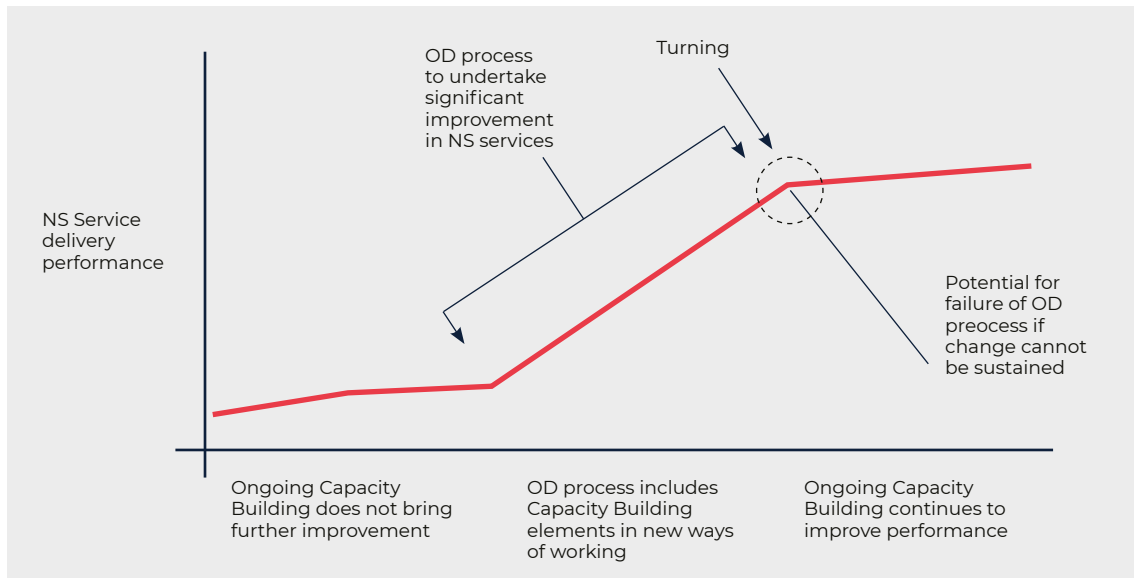 OD process
to undertake
significant
improvement
in NS services
Turning
NS Service
delivery
performance
Potential for
failure of OD
preocess if
change cannot
be sustained
Ongoing Capacity
Building does not bring
further improvement
OD process includes
Capacity Building
elements in new ways
of working
Ongoing Capacity
Building continues to
improve performance